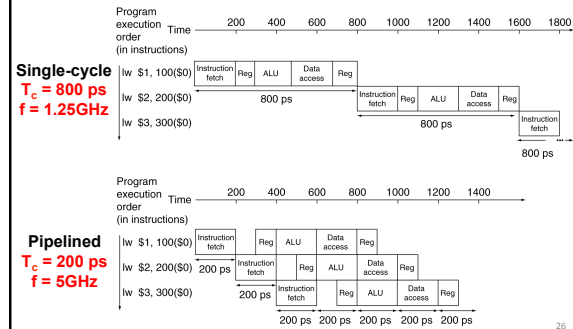 Program
execution
order
(in instructions)
Time
200 400 600 800 1000 1200 1400 1600 1800
Single-cycle
T_c = 800 ps
f = 1.25GHz
lw $1, 100($0)
Instruction fetch Reg ALU Data access Reg
800 ps
lw $2, 200($0)
Instruction fetch Reg ALU Data access Reg
800 ps
lw $3, 300($0)
Instruction fetch
...
800 ps
Program
execution
order
(in instructions)
Time
200 400 600 800 1000 1200 1400
Pipelined
T_c = 200 ps
f = 5GHz
lw $1, 100($0)
Instruction fetch Reg ALU Data access Reg
lw $2, 200($0)
200 ps
Instruction fetch Reg ALU Data access Reg
lw $3, 300($0)
200 ps
Instruction fetch Reg ALU Data access Reg
200 ps 200 ps 200 ps 200 ps 200 ps
26